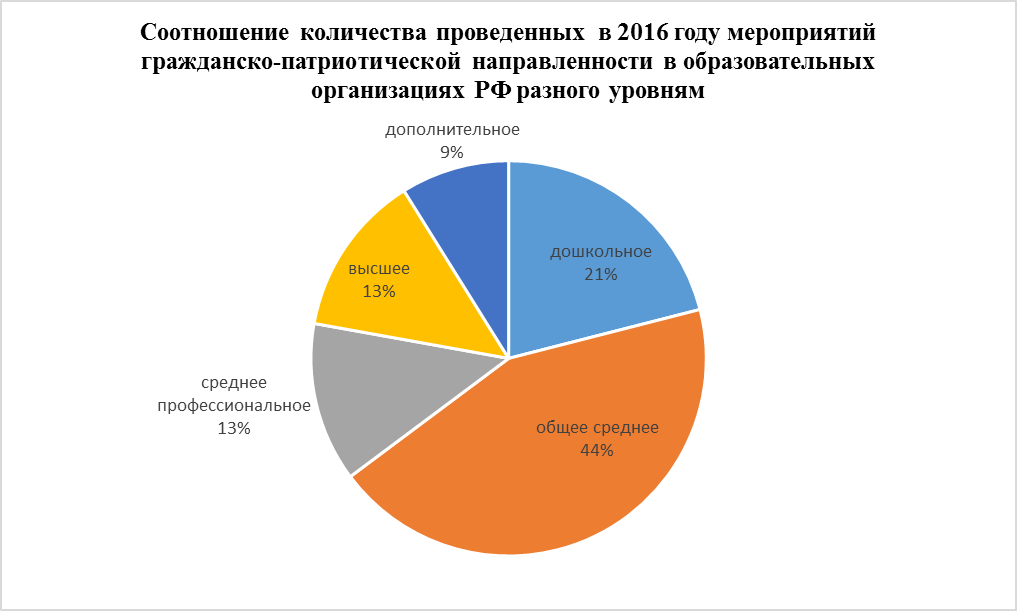 Соотношение количества проведенных в 2016 году мероприятий
гражданско-патриотической направленности в образовательных
организациях РФ разного уровням
дополнительное
9%
дошкольное
21%
высшее
13%
среднее
профессиональное
13%
общее среднее
44%